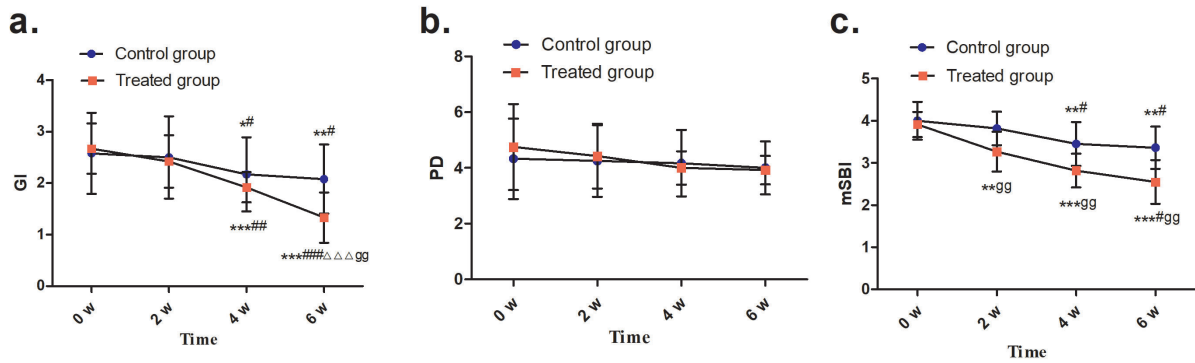 a.
Control group
Treated group
GI
4
3
2
1
0
*#
**#
***##
***###△△△gg
0 w
2 w
4 w
6 w
Time
b.
Control group
Treated group
PD
8
6
4
2
0
0 w
2 w
4 w
6 w
Time
c.
Control group
Treated group
mSBI
5
4
3
2
1
0
**#
**#
**gg
***gg
***#gg
0 w
2 w
4 w
6 w
Time